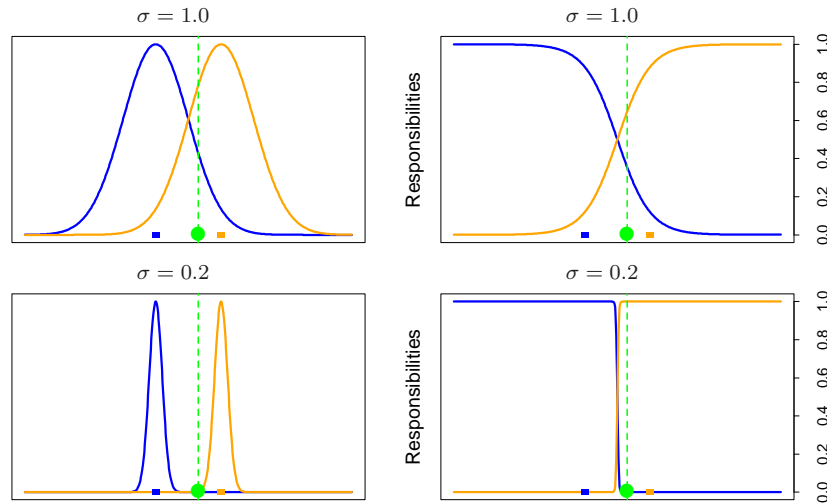 σ = 1.0
σ = 1.0
Responsibilities
0.0 0.2 0.4 0.6 0.8 1.0
σ = 0.2
σ = 0.2
Responsibilities
0.0 0.2 0.4 0.6 0.8 1.0